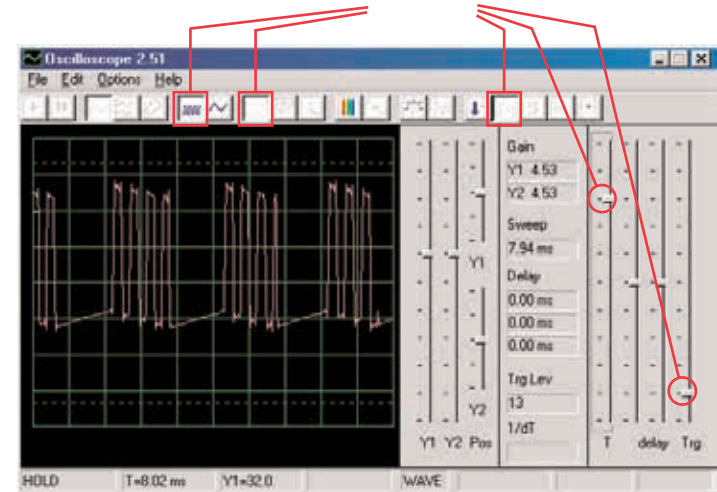 Oscilloscope 2.51
File Edit Options Help
Gain
Y1 4.53
Y2 4.53
Sweep
7.94 ms
Delay
0.00 ms
0.00 ms
0.00 ms
Trg Lev
13
1/dT
Y1
Y2
Y1 Y2 Pos
T delay Trg
HOLD T=8.02 ms Y1=32.0 WAVE